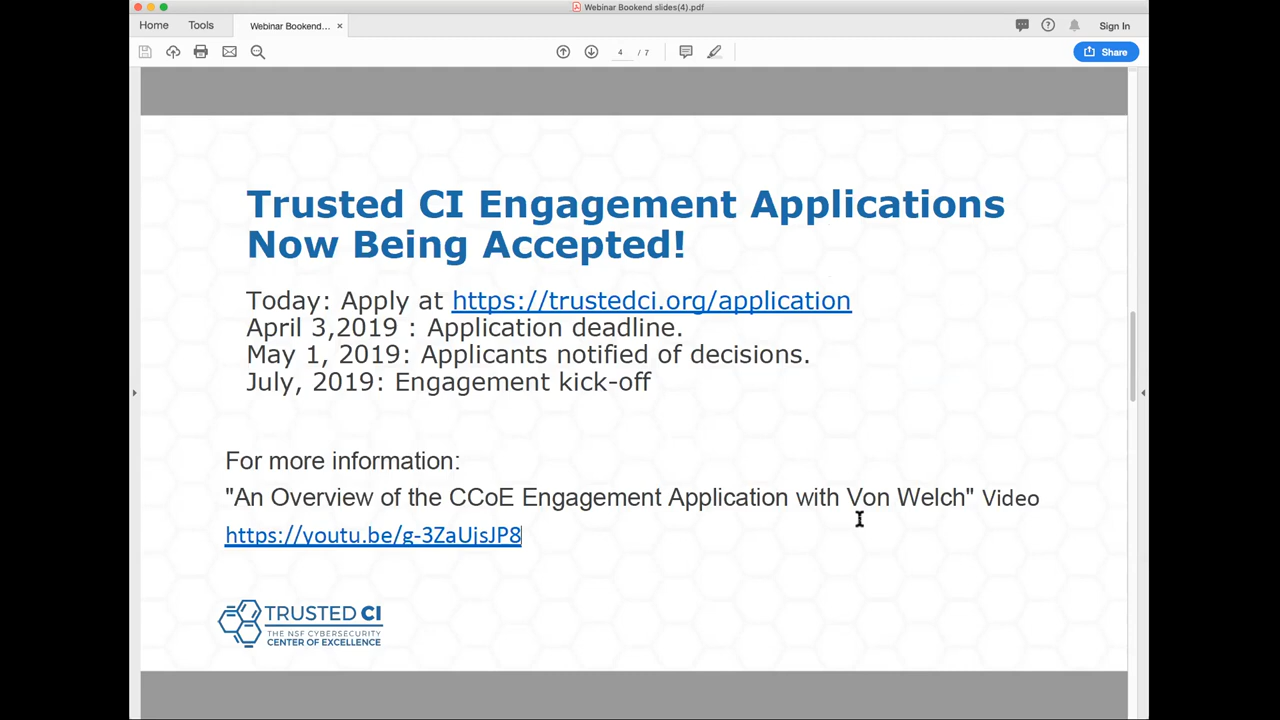 Webinar Bookend slides(4).pdf
Home Tools Webinar Bookend... × Sign In
4 / 7 Share
Trusted CI Engagement Applications
Now Being Accepted!
Today: Apply at https://trustedci.org/application
April 3,2019 : Application deadline.
May 1, 2019: Applicants notified of decisions.
July, 2019: Engagement kick-off
For more information:
"An Overview of the CCoE Engagement Application with Von Welch" Video
https://youtu.be/g-3ZaUjsJP8
TRUSTED CI
THE NSF CYBERSECURITY
CENTER OF EXCELLENCE